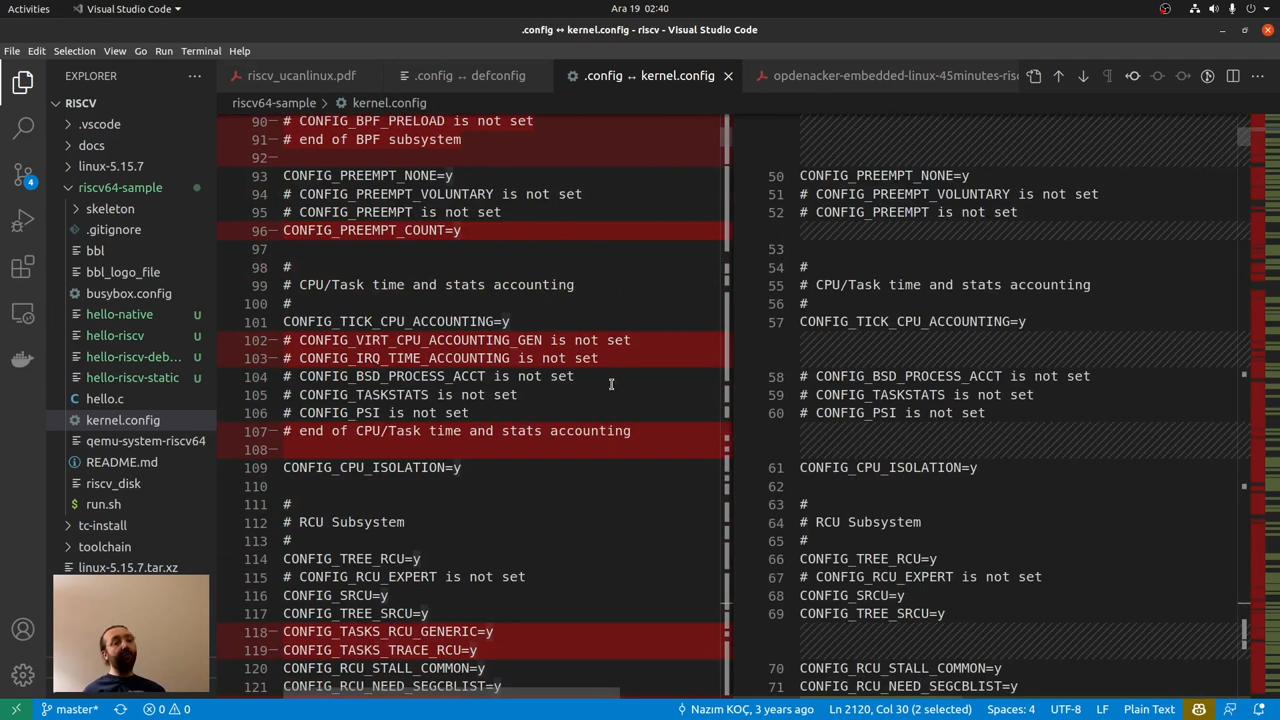 Activities
Visual Studio Code
Ara 19 02:40
.config ↔ kernel.config - riscv - Visual Studio Code
File Edit Selection View Go Run Terminal Help
EXPLORER
riscv_ucanlinux.pdf
.config ↔ defconfig
.config ↔ kernel.config
opdenacker-embedded-linux-45minutes-risc
RISCV
.vscode
docs
linux-5.15.7
riscv64-sample
skeleton
.gitignore
bbl
bbl_logo_file
busybox.config
hello-native U
hello-riscv U
hello-riscv-deb... U
hello-riscv-static U
hello.c
kernel.config
qemu-system-riscv64
README.md
riscv_disk
run.sh
tc-install
toolchain
linux-5.15.7.tar.xz
4
riscv64-sample > kernel.config
90 # CONFIG_BPF_PRELOAD is not set
91 # end of BPF subsystem
92
93 CONFIG_PREEMPT_NONE=y
94 # CONFIG_PREEMPT_VOLUNTARY is not set
95 # CONFIG_PREEMPT is not set
96 CONFIG_PREEMPT_COUNT=y
97
98 #
99 # CPU/Task time and stats accounting
100 #
101 CONFIG_TICK_CPU_ACCOUNTING=y
102 # CONFIG_VIRT_CPU_ACCOUNTING_GEN is not set
103 # CONFIG_IRQ_TIME_ACCOUNTING is not set
104 # CONFIG_BSD_PROCESS_ACCT is not set
105 # CONFIG_TASKSTATS is not set
106 # CONFIG_PSI is not set
107 # end of CPU/Task time and stats accounting
108
109 CONFIG_CPU_ISOLATION=y
110
111 #
112 # RCU Subsystem
113 #
114 CONFIG_TREE_RCU=y
115 # CONFIG_RCU_EXPERT is not set
116 CONFIG_SRCU=y
117 CONFIG_TREE_SRCU=y
118 CONFIG_TASKS_RCU_GENERIC=y
119 CONFIG_TASKS_TRACE_RCU=y
120 CONFIG_RCU_STALL_COMMON=y
121 CONFIG_RCU_NEED_SEGCBLIST=y
50 CONFIG_PREEMPT_NONE=y
51 # CONFIG_PREEMPT_VOLUNTARY is not set
52 # CONFIG_PREEMPT is not set
53
54 #
55 # CPU/Task time and stats accounting
56 #
57 CONFIG_TICK_CPU_ACCOUNTING=y
58 # CONFIG_BSD_PROCESS_ACCT is not set
59 # CONFIG_TASKSTATS is not set
60 # CONFIG_PSI is not set
61 CONFIG_CPU_ISOLATION=y
62
63 #
64 # RCU Subsystem
65 #
66 CONFIG_TREE_RCU=y
67 # CONFIG_RCU_EXPERT is not set
68 CONFIG_SRCU=y
69 CONFIG_TREE_SRCU=y
70 CONFIG_RCU_STALL_COMMON=y
71 CONFIG_RCU_NEED_SEGCBLIST=y
master* 0 0 Nazım KOÇ, 3 years ago Ln 2120, Col 30 (2 selected) Spaces: 4 UTF-8 LF Plain Text